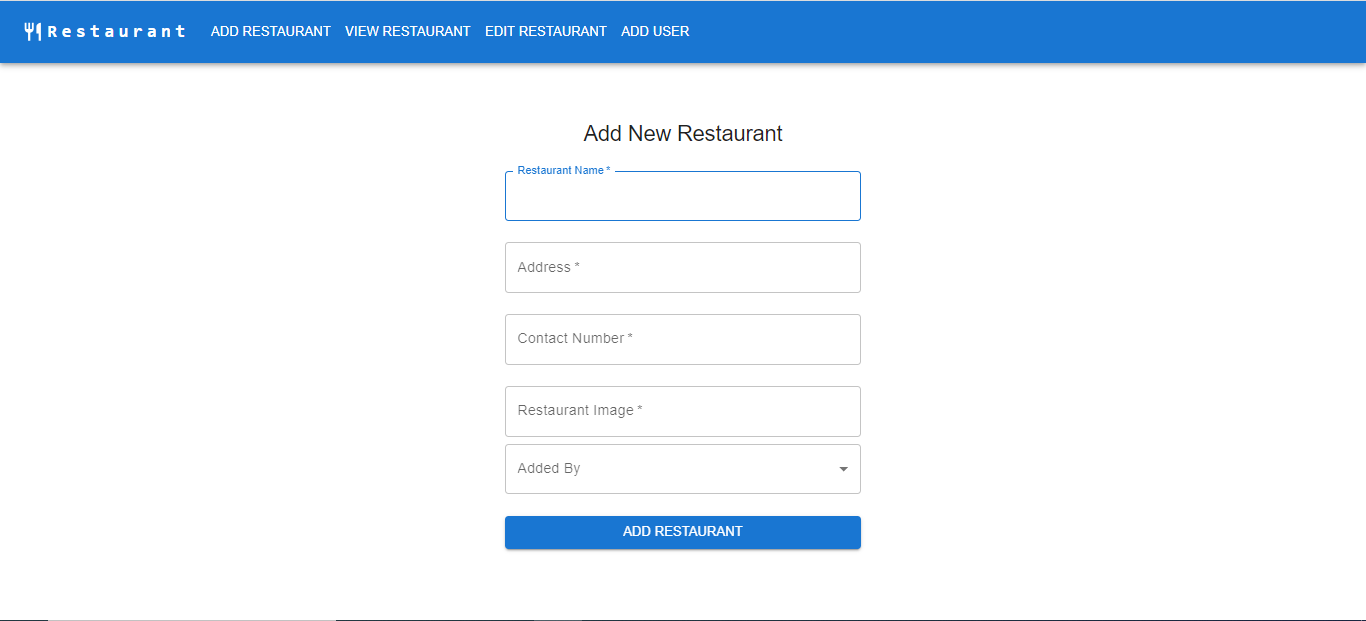 Restaurant ADD RESTAURANT VIEW RESTAURANT EDIT RESTAURANT ADD USER
Add New Restaurant
Restaurant Name *
Address *
Contact Number *
Restaurant Image *
Added By
ADD RESTAURANT